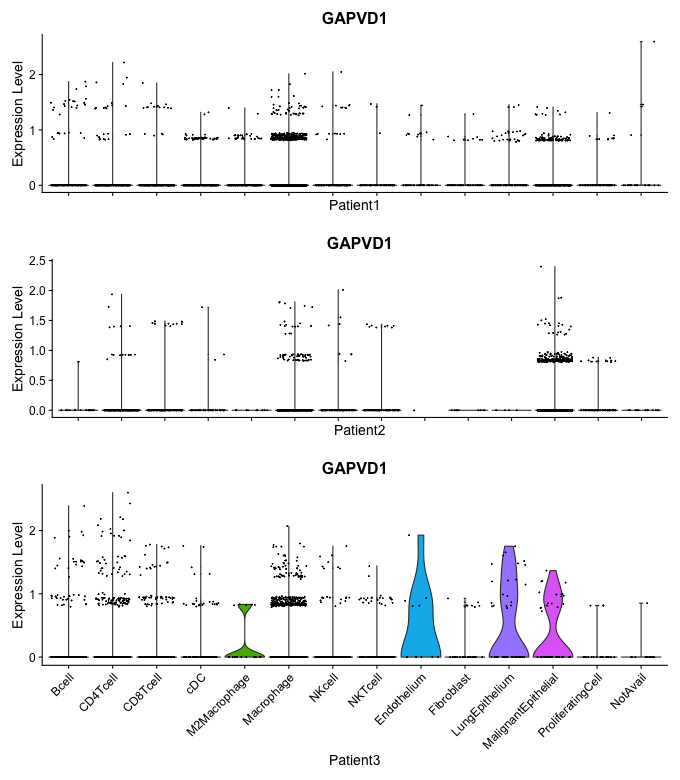 GAPVD1
Expression Level
2
1
0
Patient1
GAPVD1
Expression Level
2.5
2.0
1.5
1.0
0.5
0.0
Patient2
GAPVD1
Expression Level
2
1
0
Bcell
CD4Tcell
CD8Tcell
cDC
M2Macrophage
Macrophage
NKcell
NKTcell
Endothelium
Fibroblast
LungEpithelium
MalignantEpithelial
ProliferatingCell
NotAvail
Patient3